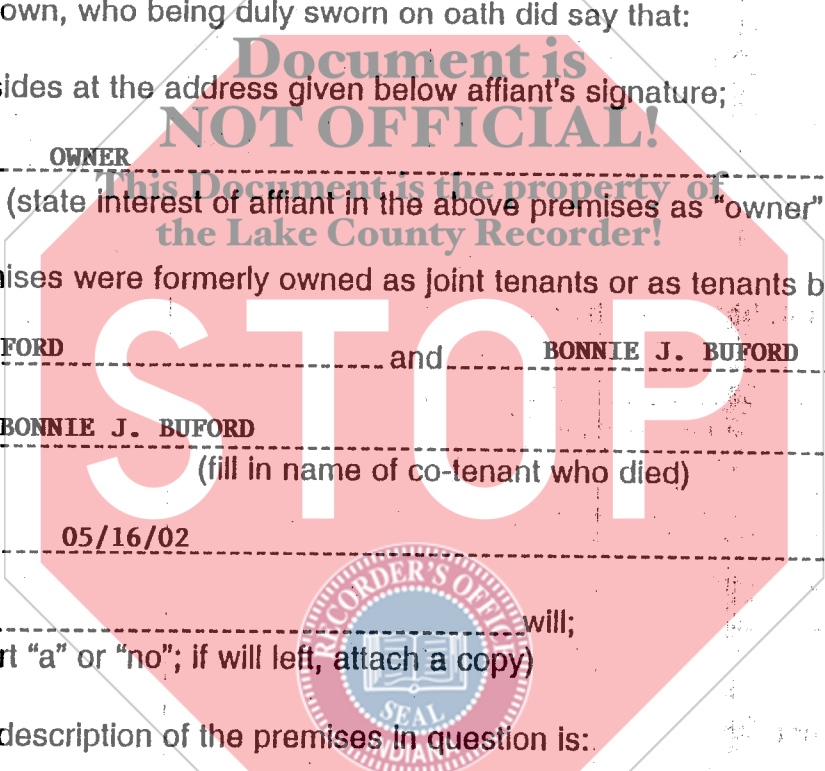 own, who being duly sworn on oath did say that:
Document is
sides at the address given below affiant's signature;
NOT OFFICIAL!
OWNER
This Document is the property of
(state interest of affiant in the above premises as "owner"
the Lake County Recorder!
ises were formerly owned as joint tenants or as tenants b
STOP
FORD and BONNIE J. BUFORD
BONNIE J. BUFORD
(fill in name of co-tenant who died)
05/16/02
RECORDER'S OFFICE
will;
rt "a" or "no"; if will left, attach a copy)
SEAL
description of the premises in question is:
INDIANA